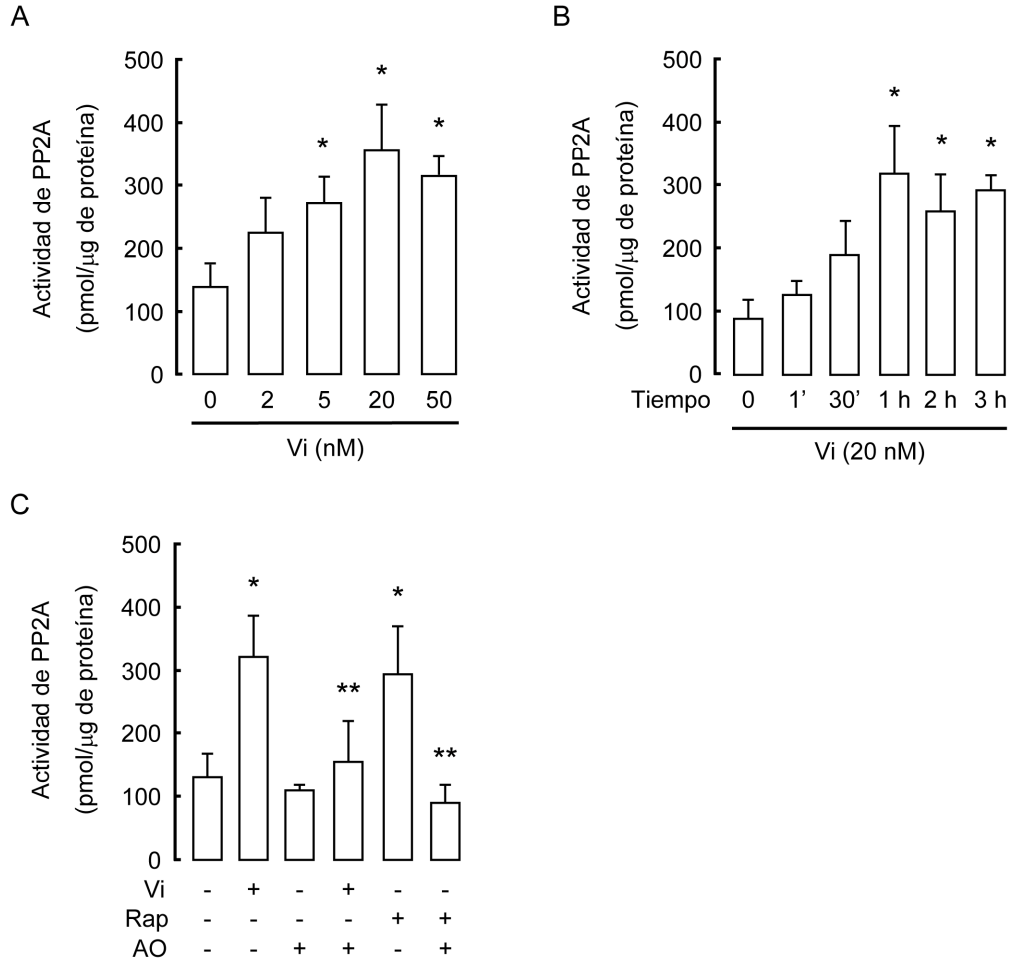 A
Actividad de PP2A
(pmol/µg de proteína)
500
400
300
200
100
0
* * *
0 2 5 20 50
Vi (nM)
B
Actividad de PP2A
(pmol/µg de proteína)
500
400
300
200
100
0
* * *
Tiempo 0 1’ 30’ 1 h 2 h 3 h
Vi (20 nM)
C
Actividad de PP2A
(pmol/µg de proteína)
500
400
300
200
100
0
* ** * **
Vi - + - + - -
Rap - - - - + +
AO - - + + - +